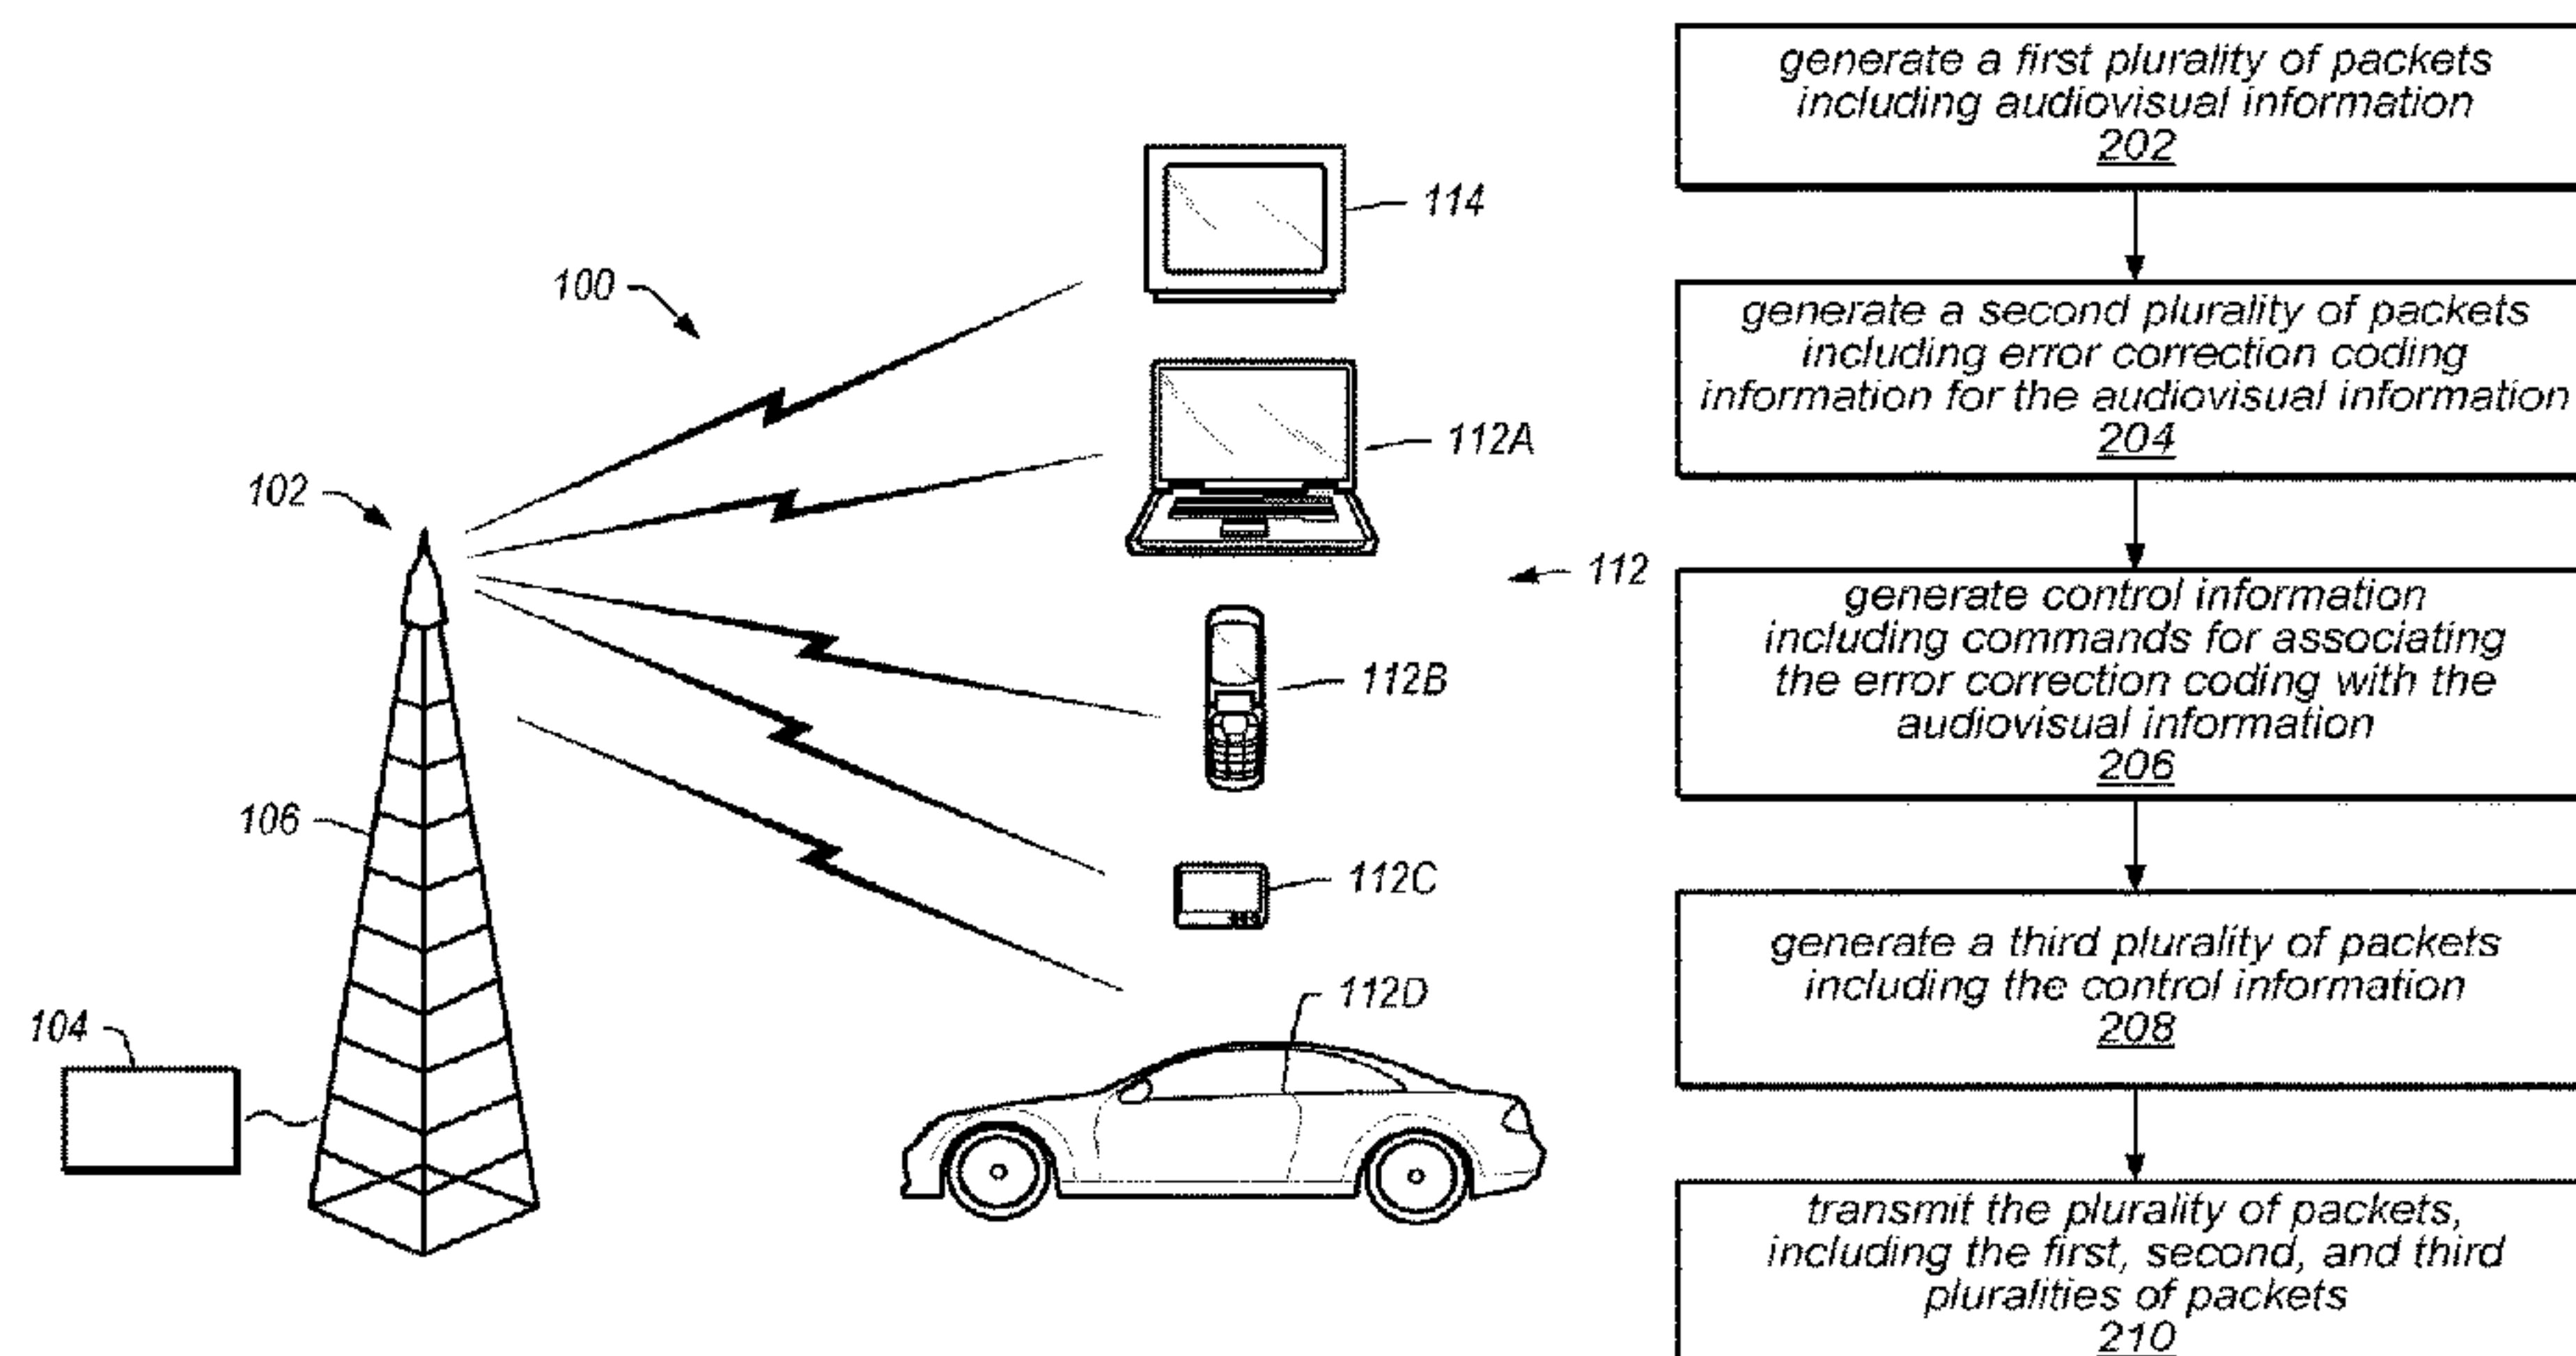 100
102
106
104
114
112A
112
112B
112C
112D
generate a first plurality of packets
including audiovisual information
202
generate a second plurality of packets
including error correction coding
information for the audiovisual information
204
generate control information
including commands for associating
the error correction coding with the
audiovisual information
206
generate a third plurality of packets
including the control information
208
transmit the plurality of packets,
including the first, second, and third
pluralities of packets
210